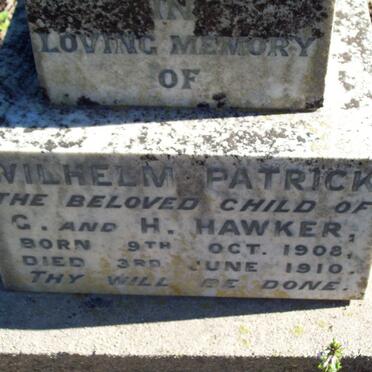 IN
LOVING MEMORY
OF
WILHELM PATRICK
THE BELOVED CHILD OF
G. AND H. HAWKER,
BORN 9TH OCT. 1908,
DIED 3RD JUNE 1910.
THY WILL BE DONE.